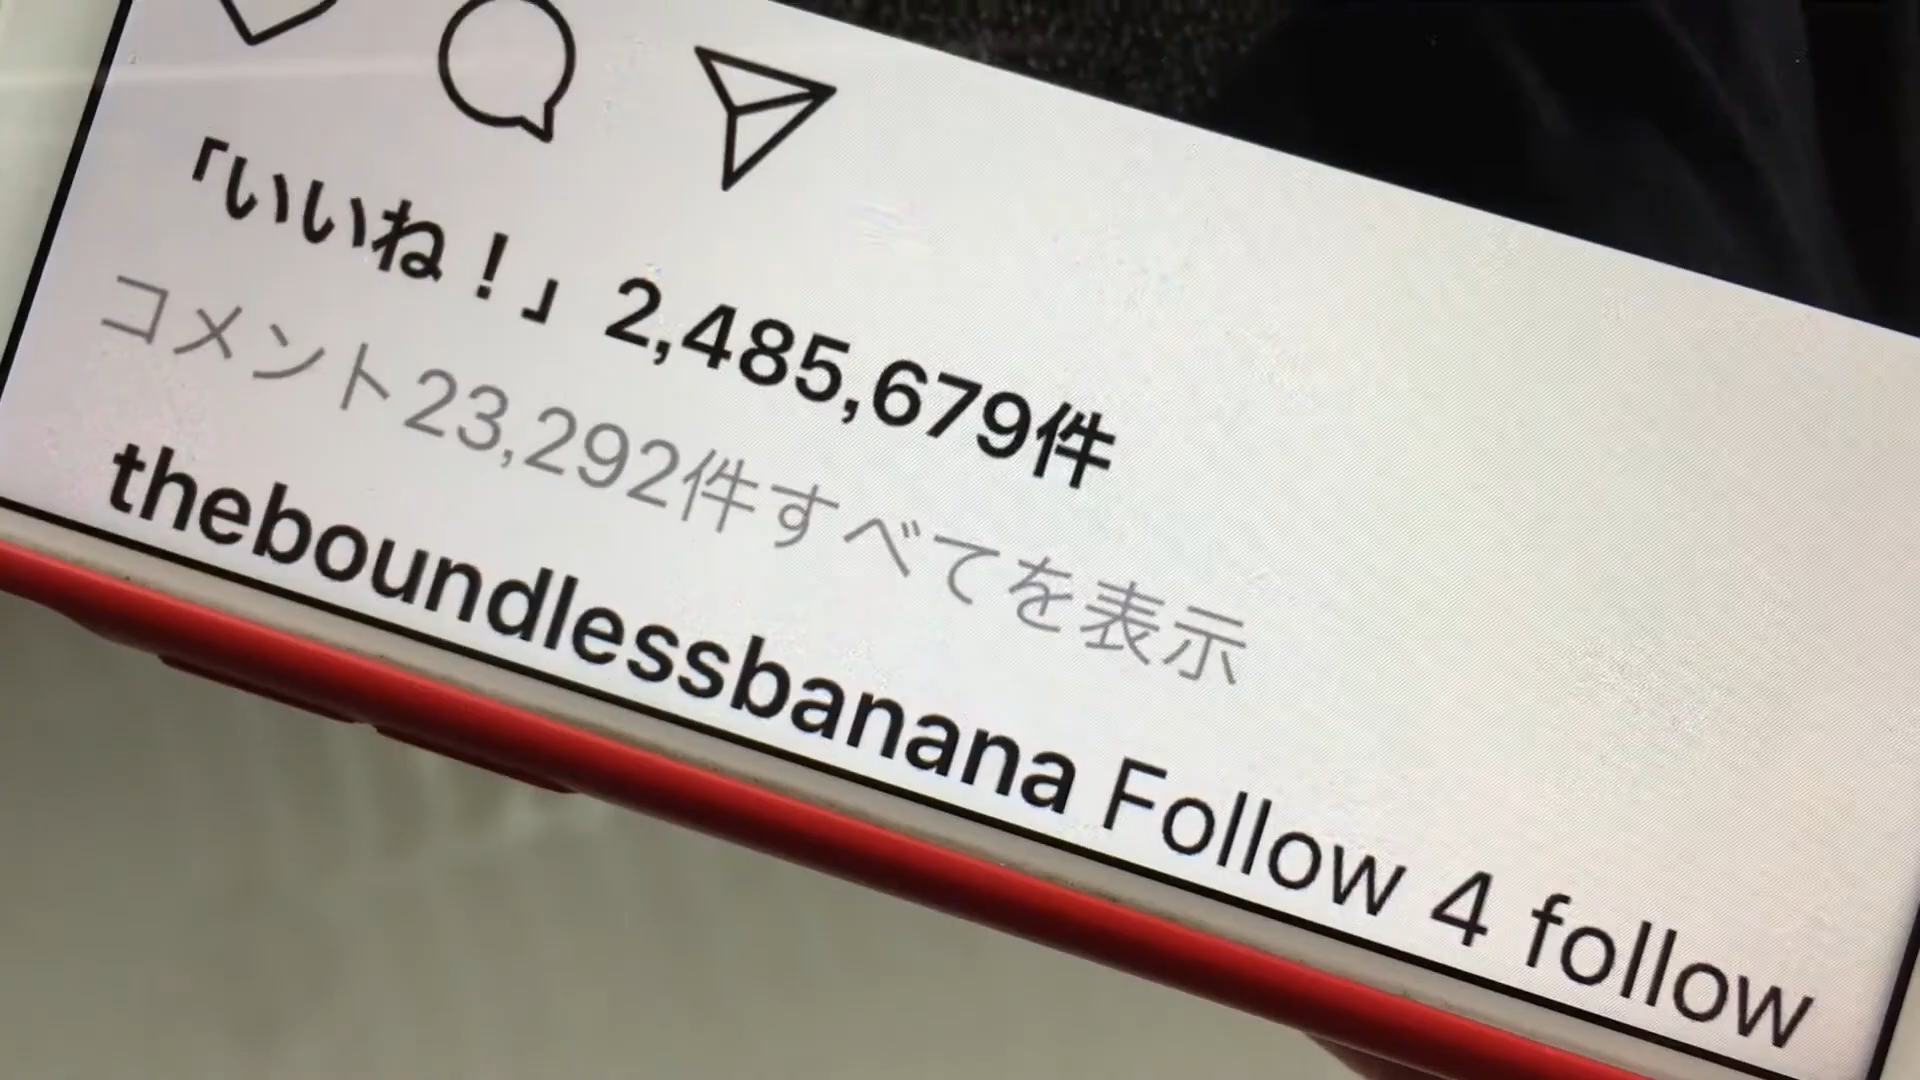 「いいね！」2,485,679件
コメント23,292件すべてを表示
theboundlessbanana Follow 4 follow